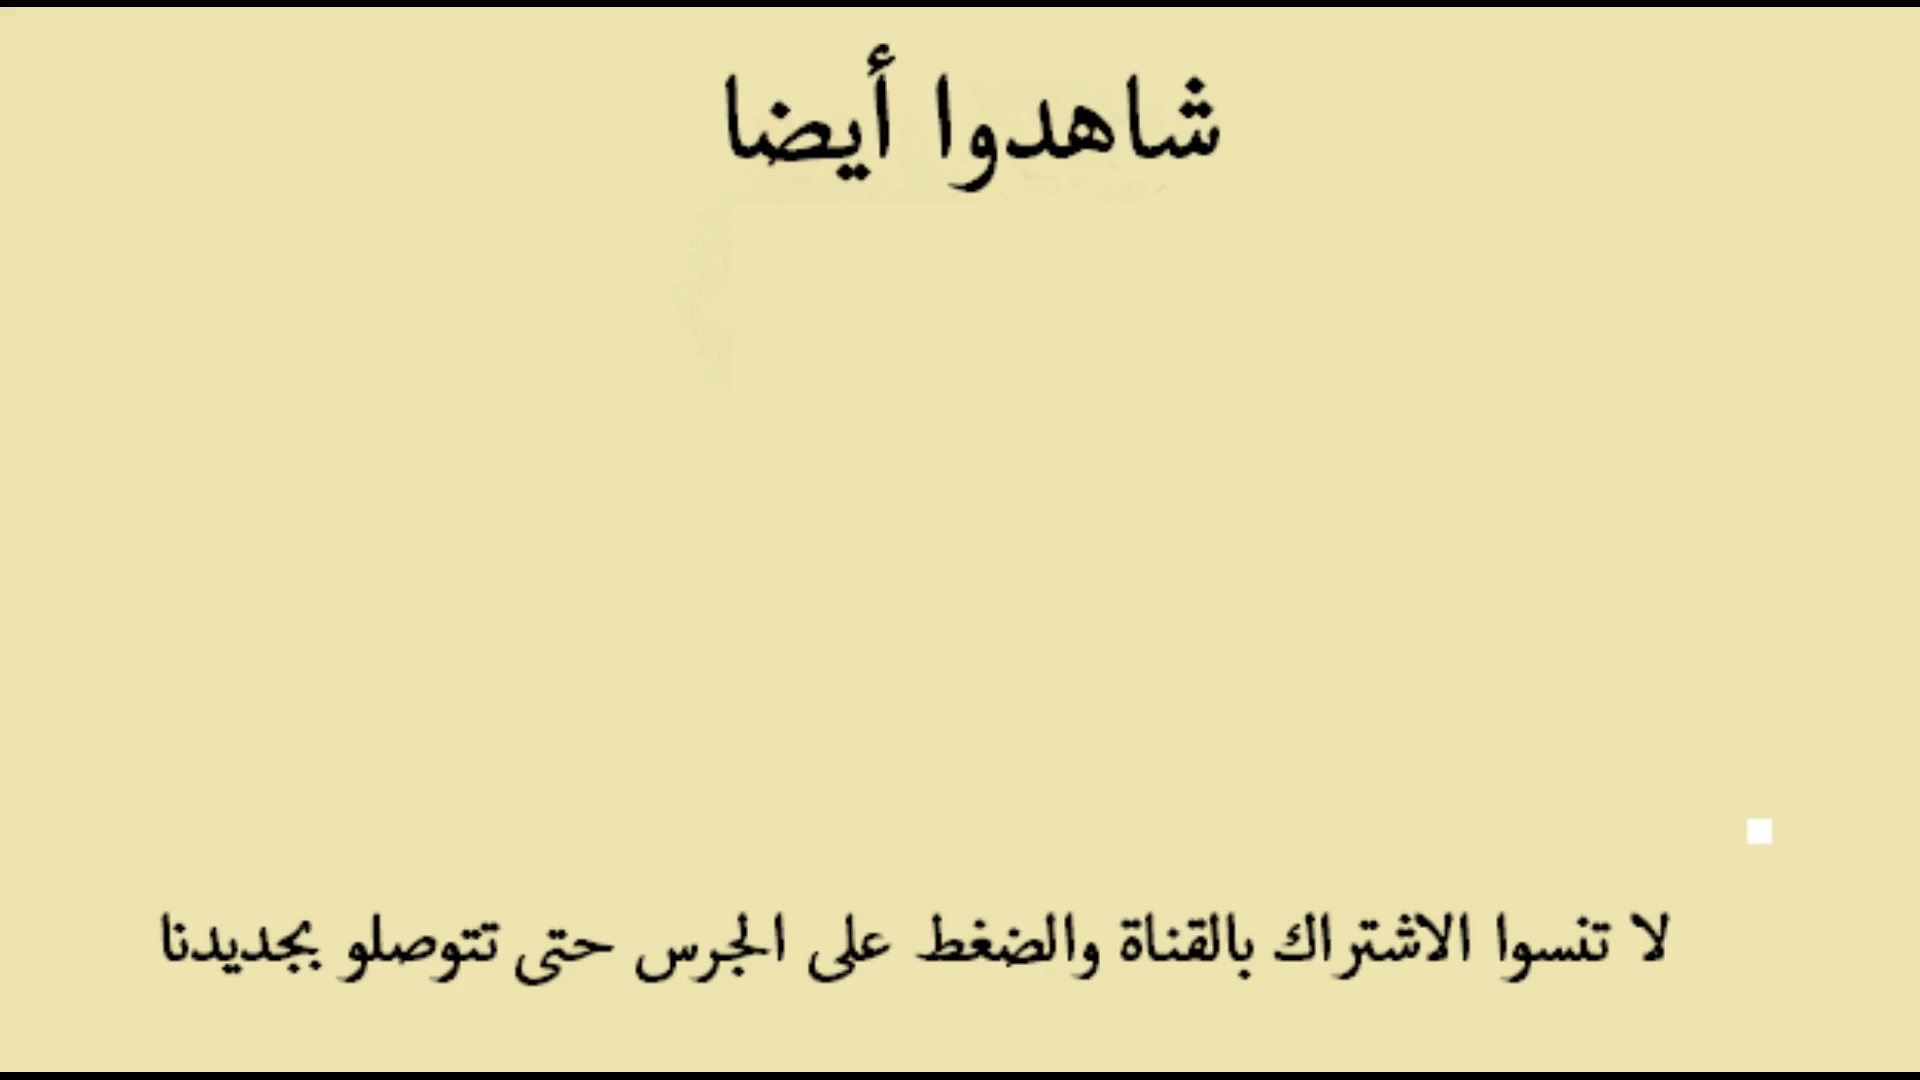 شاهدوا أيضا
لا تنسوا الاشتراك بالقناة والضغط على الجرس حتى تتوصلو بجديدنا